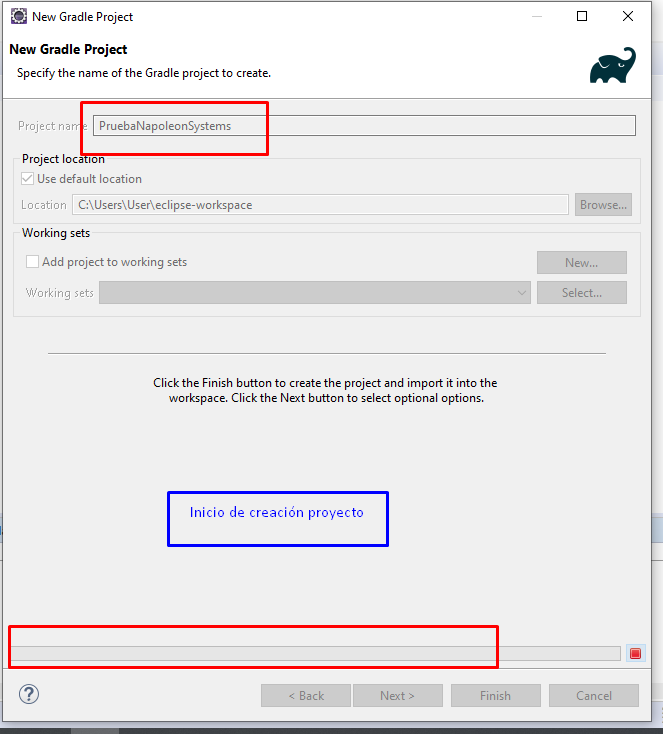 New Gradle Project
New Gradle Project
Specify the name of the Gradle project to create.
Project name PruebaNapoleonSystems
Project location
Use default location
Location C:\Users\User\eclipse-workspace Browse...
Working sets
Add project to working sets New...
Working sets Select...
Click the Finish button to create the project and import it into the
workspace. Click the Next button to select optional options.
Inicio de creación proyecto
? < Back Next > Finish Cancel